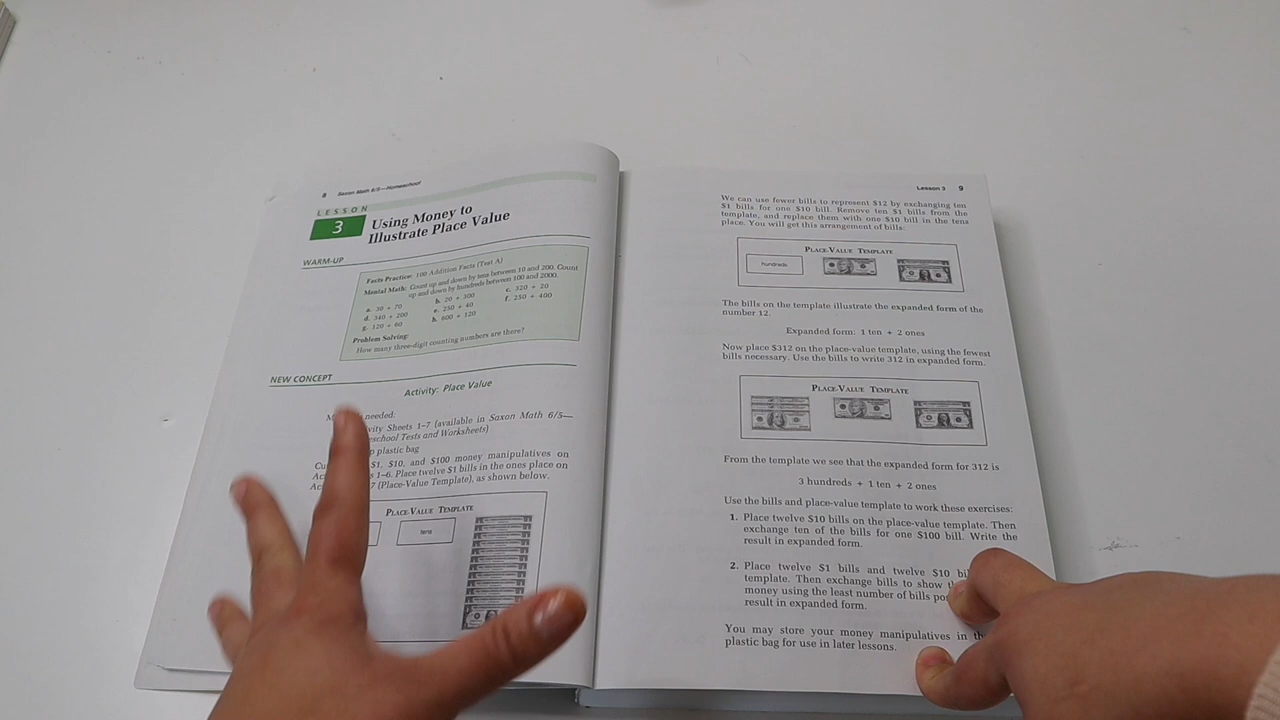 8 Saxon Math 6/5—Homeschool
LESSON
3
Using Money to
Illustrate Place Value
WARM-UP
Facts Practice: 100 Addition Facts (Test A)
Mental Math: Count up and down by tens between 10 and 200. Count
up and down by hundreds between 100 and 2000.
a. 30 + 70 b. 20 + 300 c. 320 + 20
d. 340 + 200 e. 250 + 40 f. 250 + 400
g. 120 + 60 h. 600 + 120
Problem Solving:
How many three-digit counting numbers are there?
NEW CONCEPT
Activity: Place Value
needed:
Sheets 1–7 (available in Saxon Math 6/5—
Tests and Worksheets)
plastic bag
$1, $10, and $100 money manipulatives on
1–6. Place twelve $1 bills in the ones place on
7 (Place-Value Template), as shown below.
PLACE-VALUE TEMPLATE
tens
Lesson 3 9
We can use fewer bills to represent $12 by exchanging ten
$1 bills for one $10 bill. Remove ten $1 bills from the
template, and replace them with one $10 bill in the tens
place. You will get this arrangement of bills:
PLACE-VALUE TEMPLATE
hundreds
The bills on the template illustrate the expanded form of the
number 12.
Expanded form: 1 ten + 2 ones
Now place $312 on the place-value template, using the fewest
bills necessary. Use the bills to write 312 in expanded form.
PLACE-VALUE TEMPLATE
From the template we see that the expanded form for 312 is
3 hundreds + 1 ten + 2 ones
Use the bills and place-value template to work these exercises:
1. Place twelve $10 bills on the place-value template. Then
exchange ten of the bills for one $100 bill. Write the
result in expanded form.
2. Place twelve $1 bills and twelve $10
template. Then exchange bills to show
money using the least number of bills
result in expanded form.
You may store your money manipulatives in
plastic bag for use in later lessons.